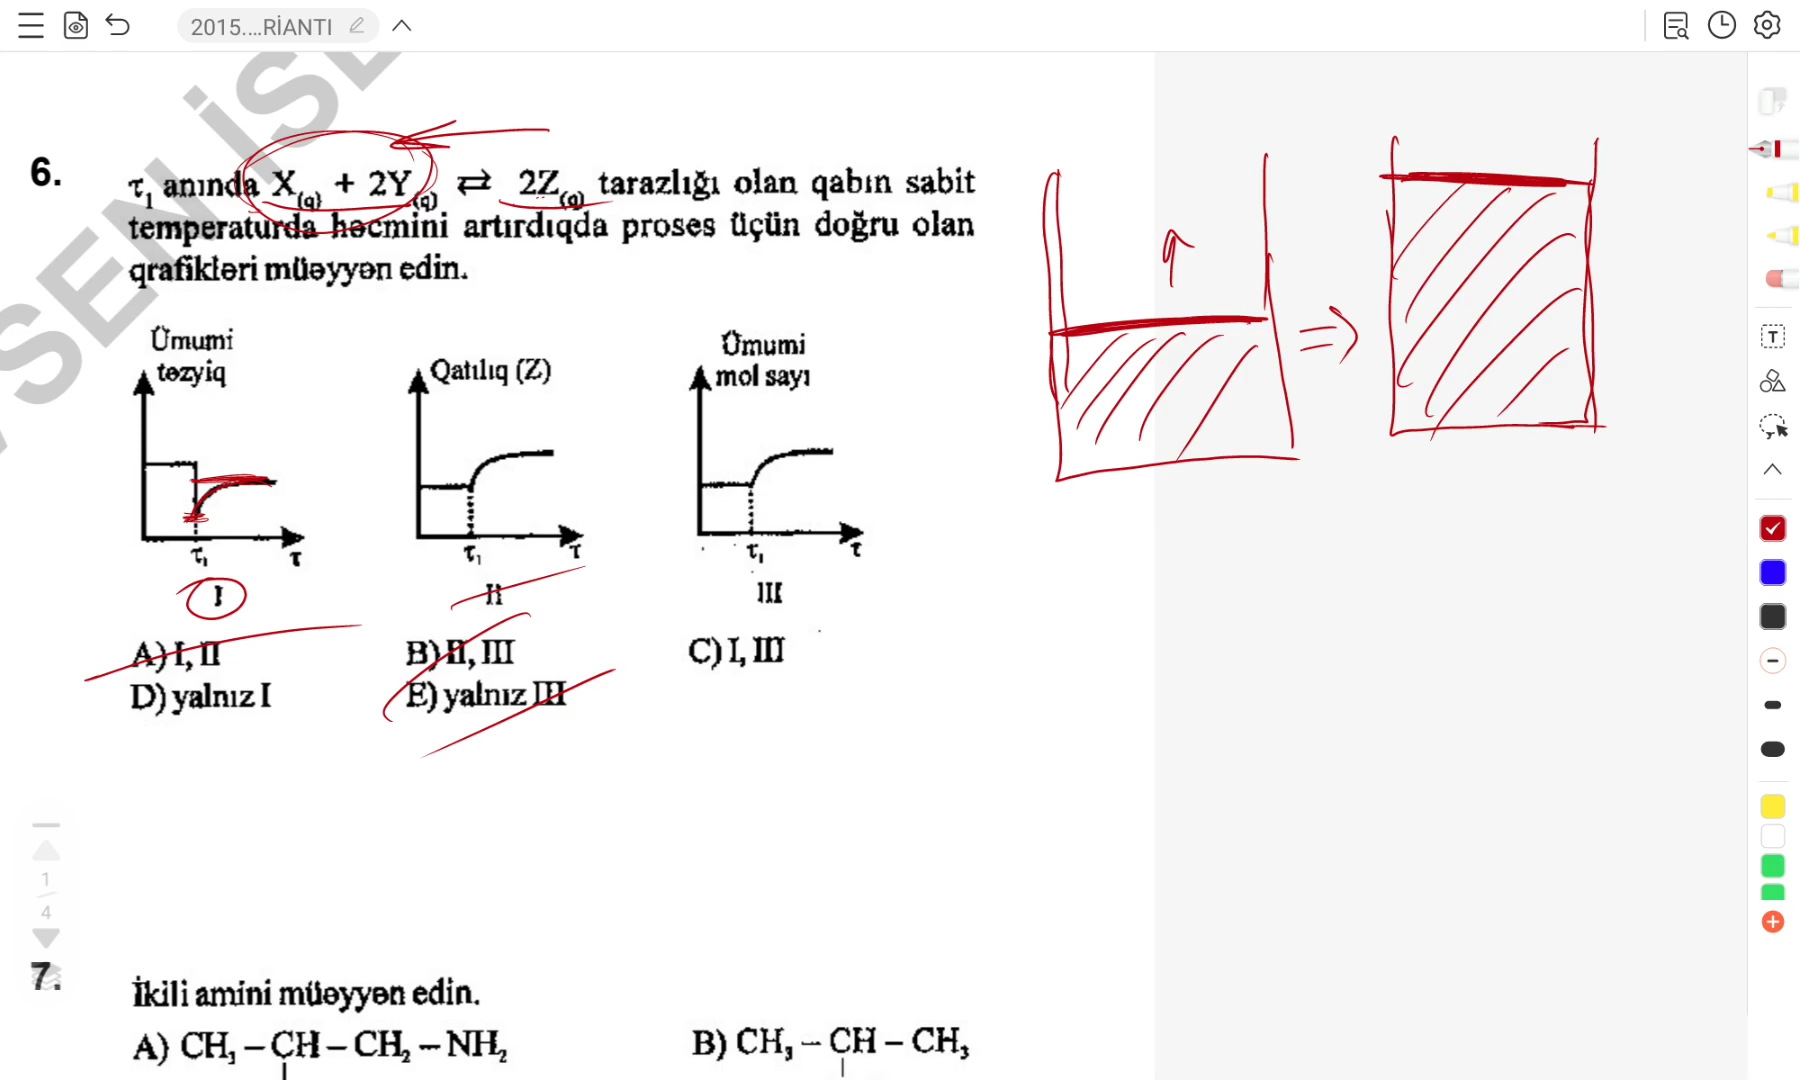 2015....RİANTI
SEN İSE
6.
τ₁ anında X(q) + 2Y(q) ⇄ 2Z(q) tarazlığı olan qabın sabit
temperaturda həcmini artırdıqda proses üçün doğru olan
qrafikləri müəyyən edin.
Ümumi
təzyiq
Qatılıq (Z)
Ümumi
mol sayı
τ₁ τ
τ₁ τ
τ₁ τ
I
II
III
A) I, II
B) II, III
C) I, III
D) yalnız I
E) yalnız III
1
4
7.
İkili amini müəyyən edin.
A) CH₃ – CH – CH₂ – NH₂
B) CH₃ – CH – CH₃
T